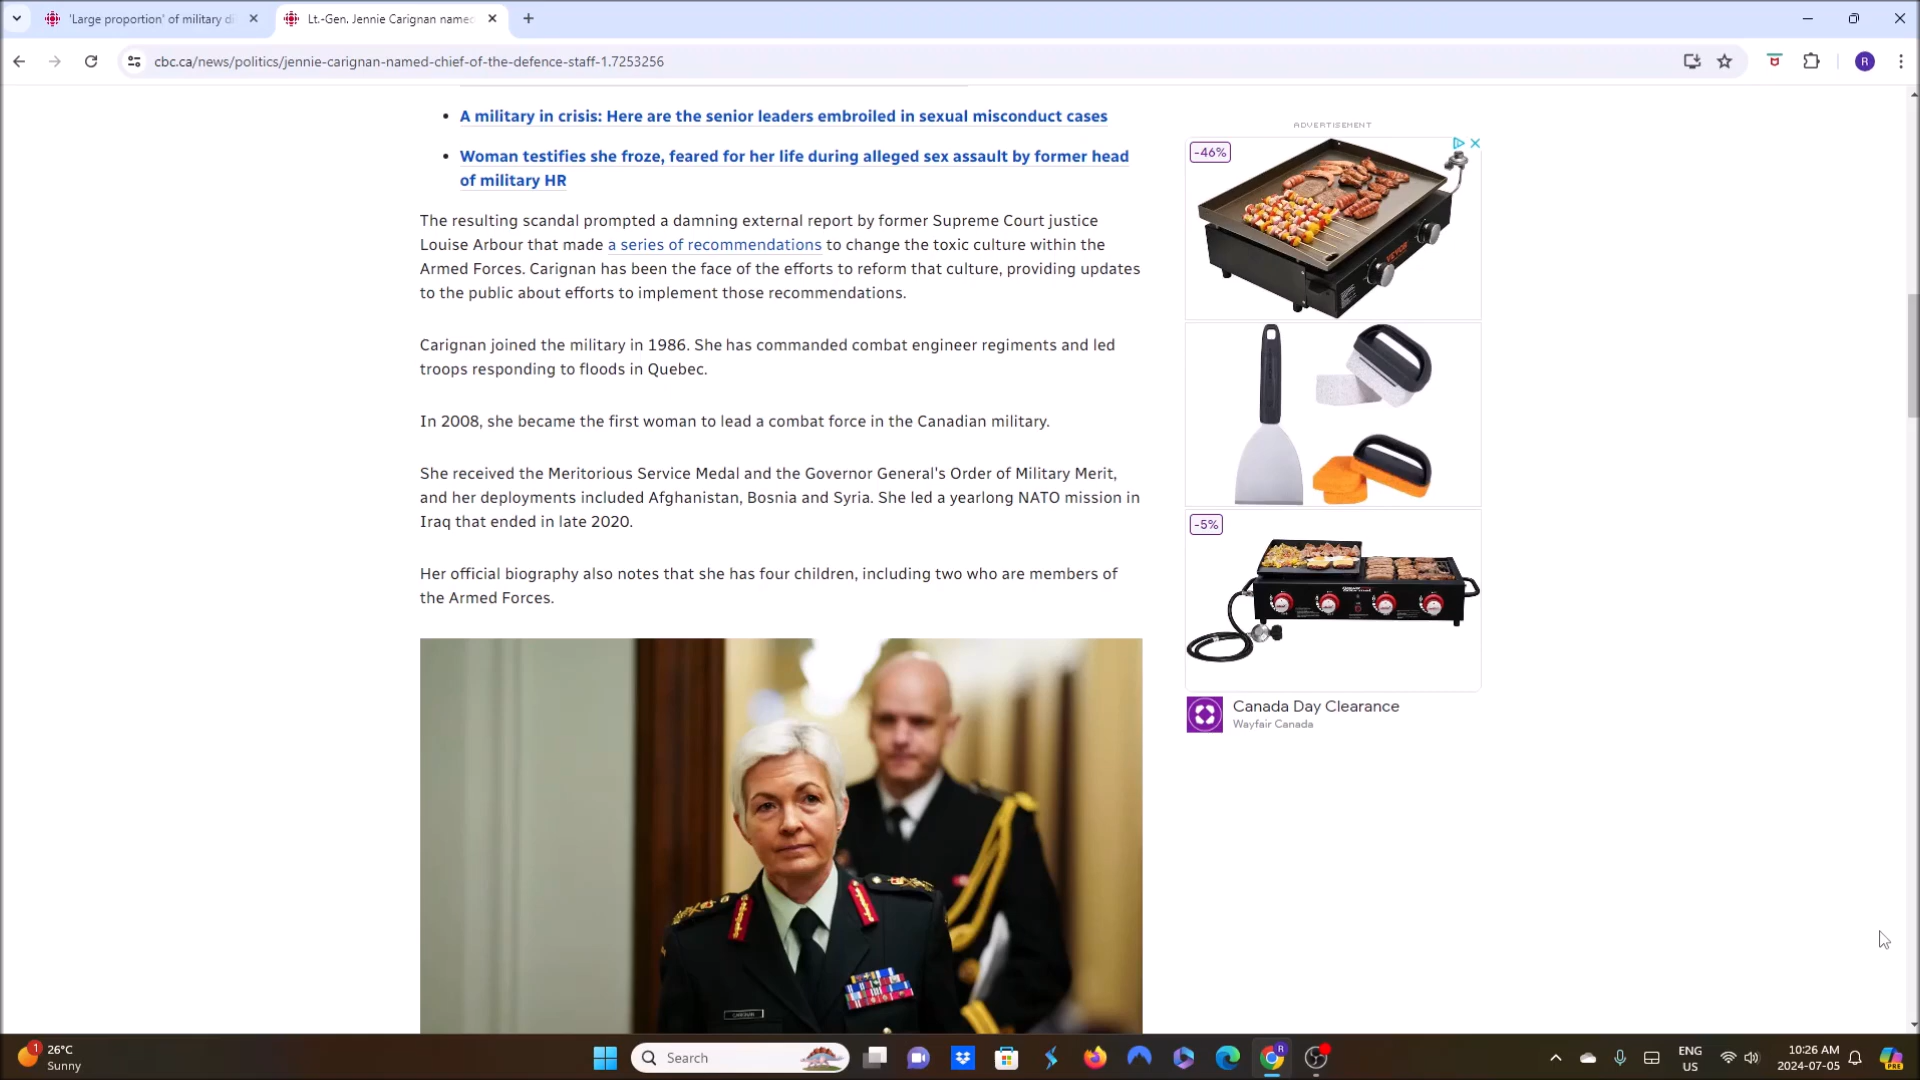 'Large proportion' of military di
Lt.-Gen. Jennie Carignan named
cbc.ca/news/politics/jennie-carignan-named-chief-of-the-defence-staff-1.7253256
R
• A military in crisis: Here are the senior leaders embroiled in sexual misconduct cases
• Woman testifies she froze, feared for her life during alleged sex assault by former head
of military HR
The resulting scandal prompted a damning external report by former Supreme Court justice
Louise Arbour that made a series of recommendations to change the toxic culture within the
Armed Forces. Carignan has been the face of the efforts to reform that culture, providing updates
to the public about efforts to implement those recommendations.
Carignan joined the military in 1986. She has commanded combat engineer regiments and led
troops responding to floods in Quebec.
In 2008, she became the first woman to lead a combat force in the Canadian military.
She received the Meritorious Service Medal and the Governor General's Order of Military Merit,
and her deployments included Afghanistan, Bosnia and Syria. She led a yearlong NATO mission in
Iraq that ended in late 2020.
Her official biography also notes that she has four children, including two who are members of
the Armed Forces.
CARIGNAN
ADVERTISEMENT
-46%
-5%
Canada Day Clearance
Wayfair Canada
1
26°C
Sunny
Search
R
ENG
US
10:26 AM
2024-07-05
PRE